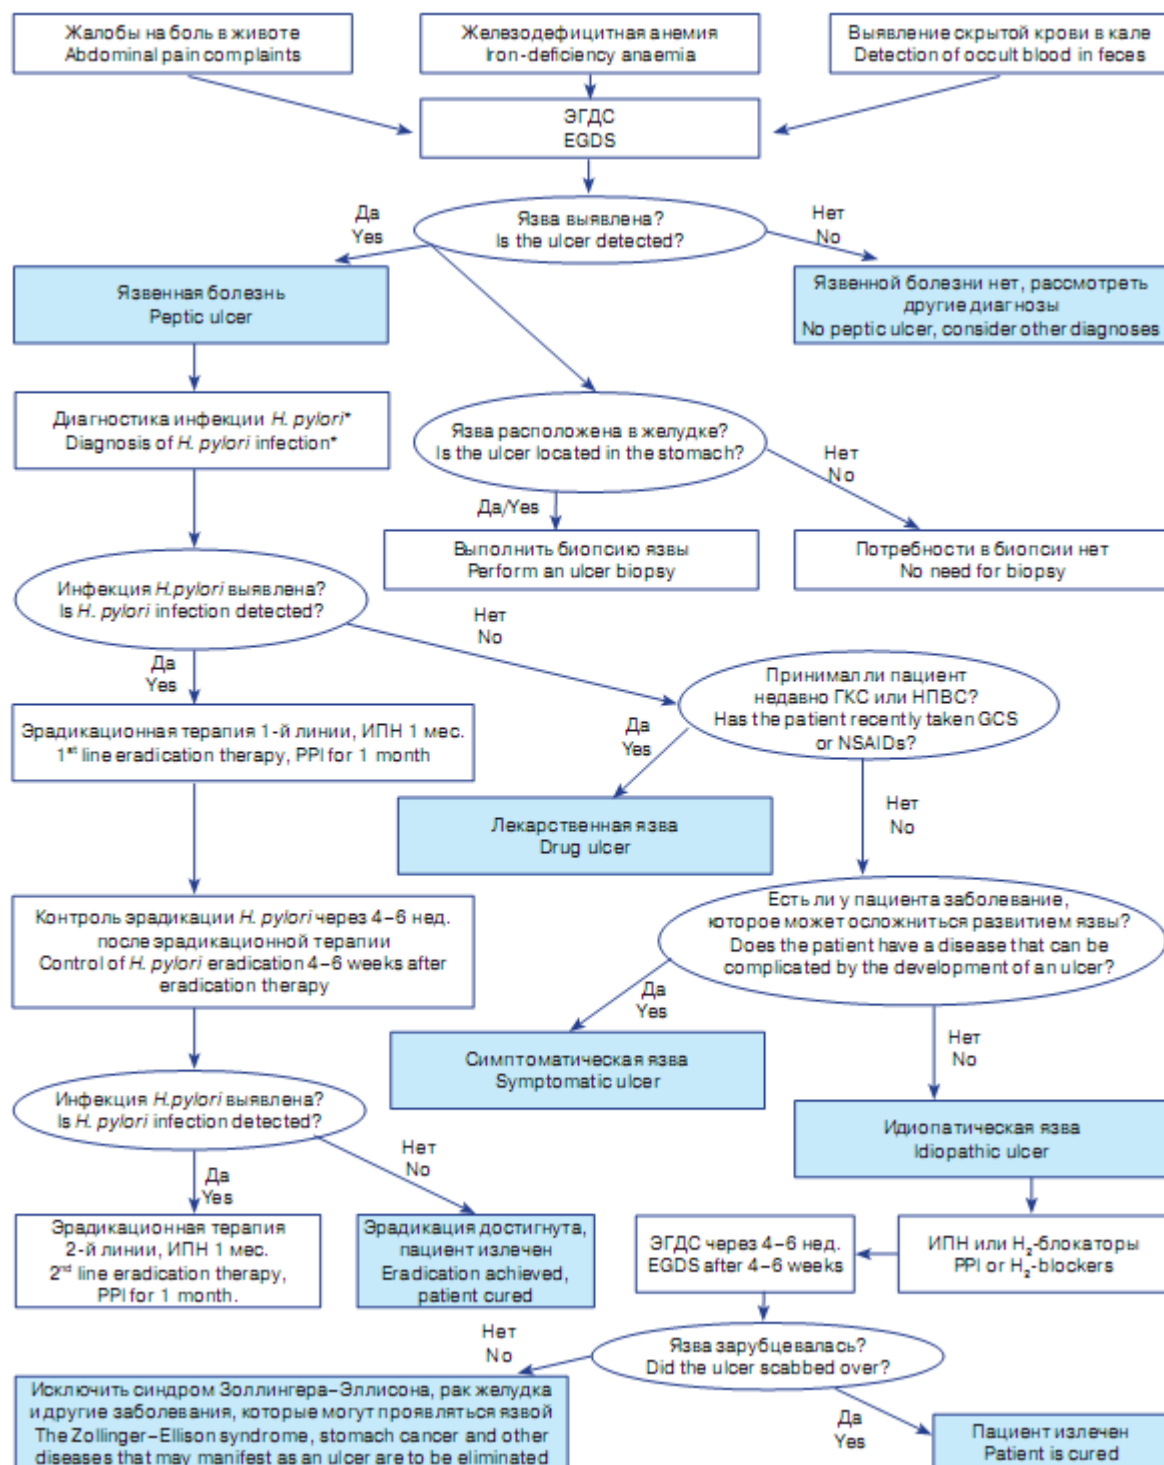 Жалобы на боль в животе
Abdominal pain complaints
Железодефицитная анемия
Iron-deficiency anaemia
Выявление скрытой крови в кале
Detection of occult blood in feces
ЭГДС
EGDS
Да
Yes
Язва выявлена?
Is the ulcer detected?
Нет
No
Язвенная болезнь
Peptic ulcer
Язвенной болезни нет, рассмотреть
другие диагнозы
No peptic ulcer, consider other diagnoses
Диагностика инфекции H. pylori*
Diagnosis of H. pylori infection*
Язва расположена в желудке?
Is the ulcer located in the stomach?
Нет
No
Да/Yes
Выполнить биопсию язвы
Perform an ulcer biopsy
Потребности в биопсии нет
No need for biopsy
Инфекция H.pylori выявлена?
Is H. pylori infection detected?
Нет
No
Да
Yes
Принимал ли пациент
недавно ГКС или НПВС?
Has the patient recently taken GCS
or NSAIDs?
Да
Yes
Эрадикационная терапия 1-й линии, ИПН 1 мес.
1st line eradication therapy, PPI for 1 month
Нет
No
Лекарственная язва
Drug ulcer
Контроль эрадикации H. pylori через 4–6 нед.
после эрадикационной терапии
Control of H. pylori eradication 4–6 weeks after
eradication therapy
Есть ли у пациента заболевание,
которое может осложниться развитием язвы?
Does the patient have a disease that can be
complicated by the development of an ulcer?
Да
Yes
Симптоматическая язва
Symptomatic ulcer
Нет
No
Инфекция H.pylori выявлена?
Is H. pylori infection detected?
Идиопатическая язва
Idiopathic ulcer
Нет
No
Да
Yes
Эрадикационная терапия
2-й линии, ИПН 1 мес.
2nd line eradication therapy,
PPI for 1 month.
Эрадикация достигнута,
пациент излечен
Eradication achieved,
patient cured
ЭГДС через 4–6 нед.
EGDS after 4–6 weeks
ИПН или H2-блокаторы
PPI or H2-blockers
Нет
No
Язва зарубцевалась?
Did the ulcer scabbed over?
Исключить синдром Золлингера–Эллисона, рак желудка
и другие заболевания, которые могут проявляться язвой
The Zollinger–Ellison syndrome, stomach cancer and other
diseases that may manifest as an ulcer are to be eliminated
Да
Yes
Пациент излечен
Patient is cured